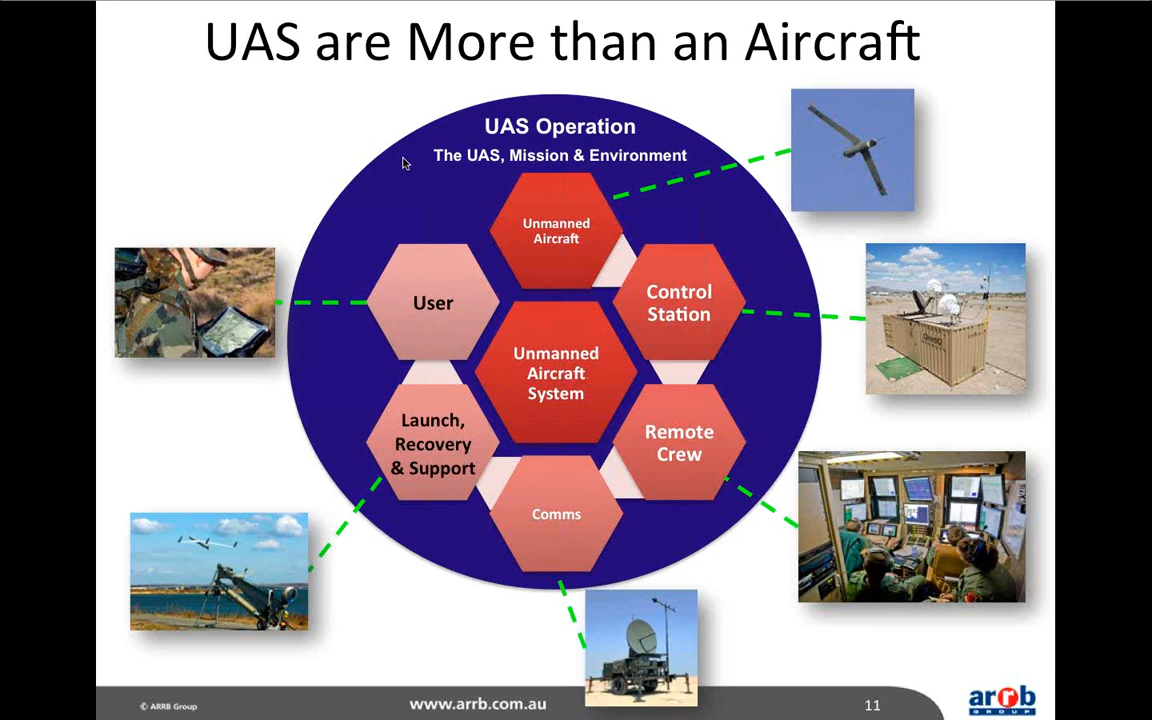 UAS are More than an Aircraft
UAS Operation
The UAS, Mission & Environment
Unmanned
Aircraft
User
Control
Station
Unmanned
Aircraft
System
Launch,
Recovery
& Support
Remote
Crew
Comms
© ARRB Group
www.arrb.com.au
11
arrb
GROUP